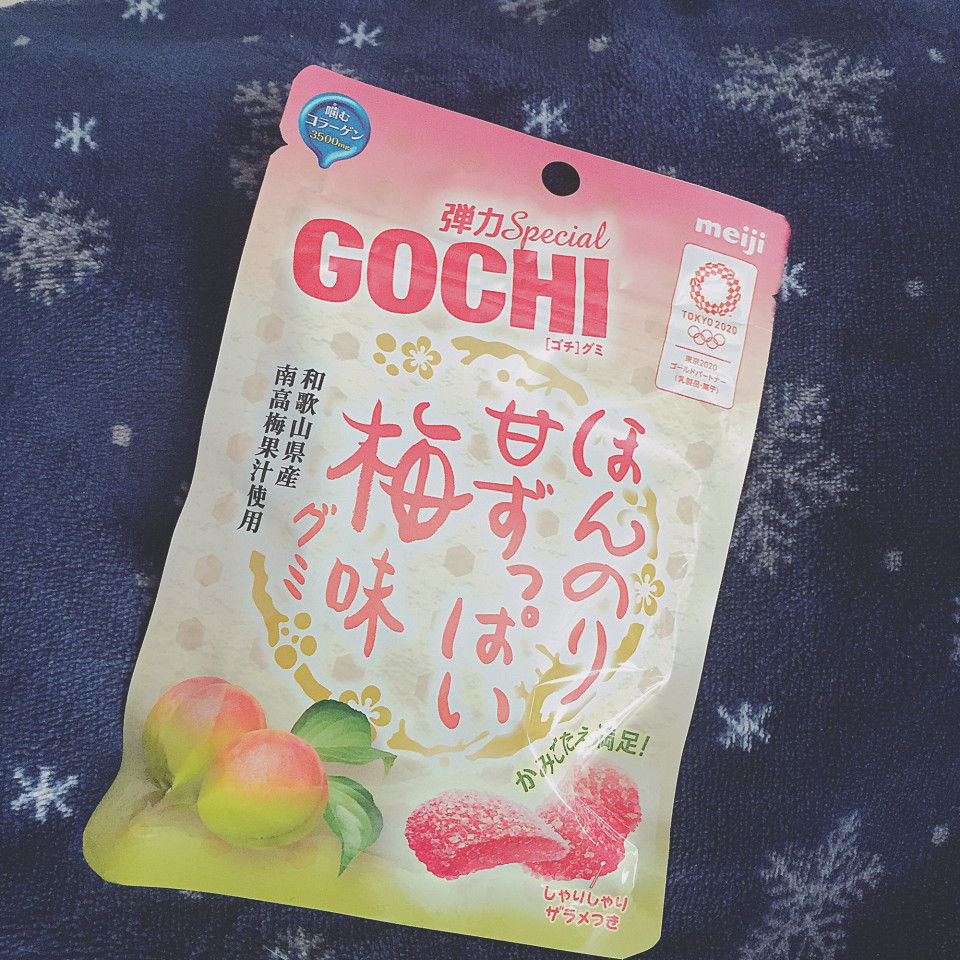 噛む
コラーゲン
3500mg
弾力Special
GOCHI
[ゴチ]グミ
meiji
TOKYO 2020
東京2020
ゴールドパートナー
(乳製品・菓子)
ほんのり
甘ずっぱい
梅味
グミ
和歌山県産
南高梅果汁使用
かみごたえ満足!
しゃりしゃり
ザラメつき